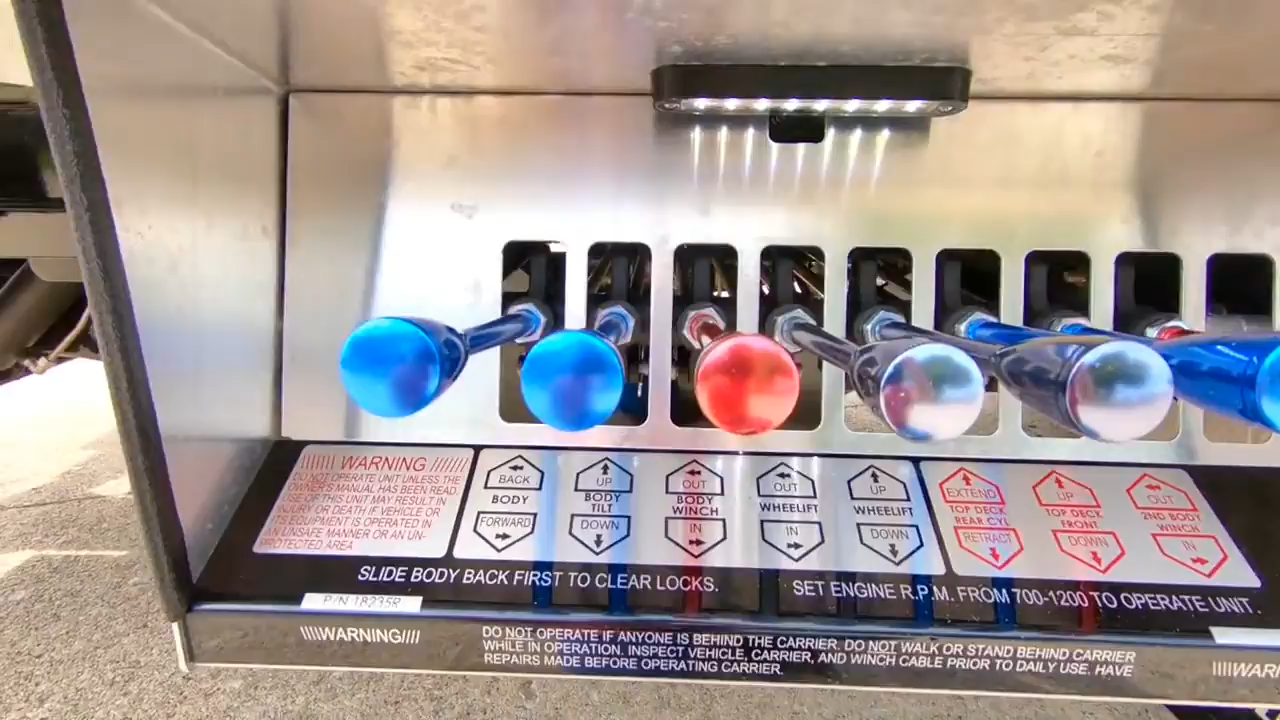 WARNING
DO NOT OPERATE UNIT UNLESS THE
OWNER'S MANUAL HAS BEEN READ.
USE OF THIS UNIT MAY RESULT IN
INJURY OR DEATH IF VEHICLE OR
ITS EQUIPMENT IS OPERATED IN
AN UNSAFE MANNER OR AN UN-
PROTECTED AREA
BACK
BODY
FORWARD
UP
BODY
TILT
DOWN
OUT
BODY
WINCH
IN
OUT
WHEELIFT
IN
UP
WHEELIFT
DOWN
EXTEND
TOP DECK
REAR CYL
RETRACT
UP
TOP DECK
FRONT
DOWN
OUT
2ND BODY
WINCH
IN
SLIDE BODY BACK FIRST TO CLEAR LOCKS.
SET ENGINE R.P.M. FROM 700-1200 TO OPERATE UNIT.
P/N 18235R
\\\\WARNING////
DO NOT OPERATE IF ANYONE IS BEHIND THE CARRIER. DO NOT WALK OR STAND BEHIND CARRIER
WHILE IN OPERATION. INSPECT VEHICLE, CARRIER, AND WINCH CABLE PRIOR TO DAILY USE. HAVE
REPAIRS MADE BEFORE OPERATING CARRIER.
\\\\WAR